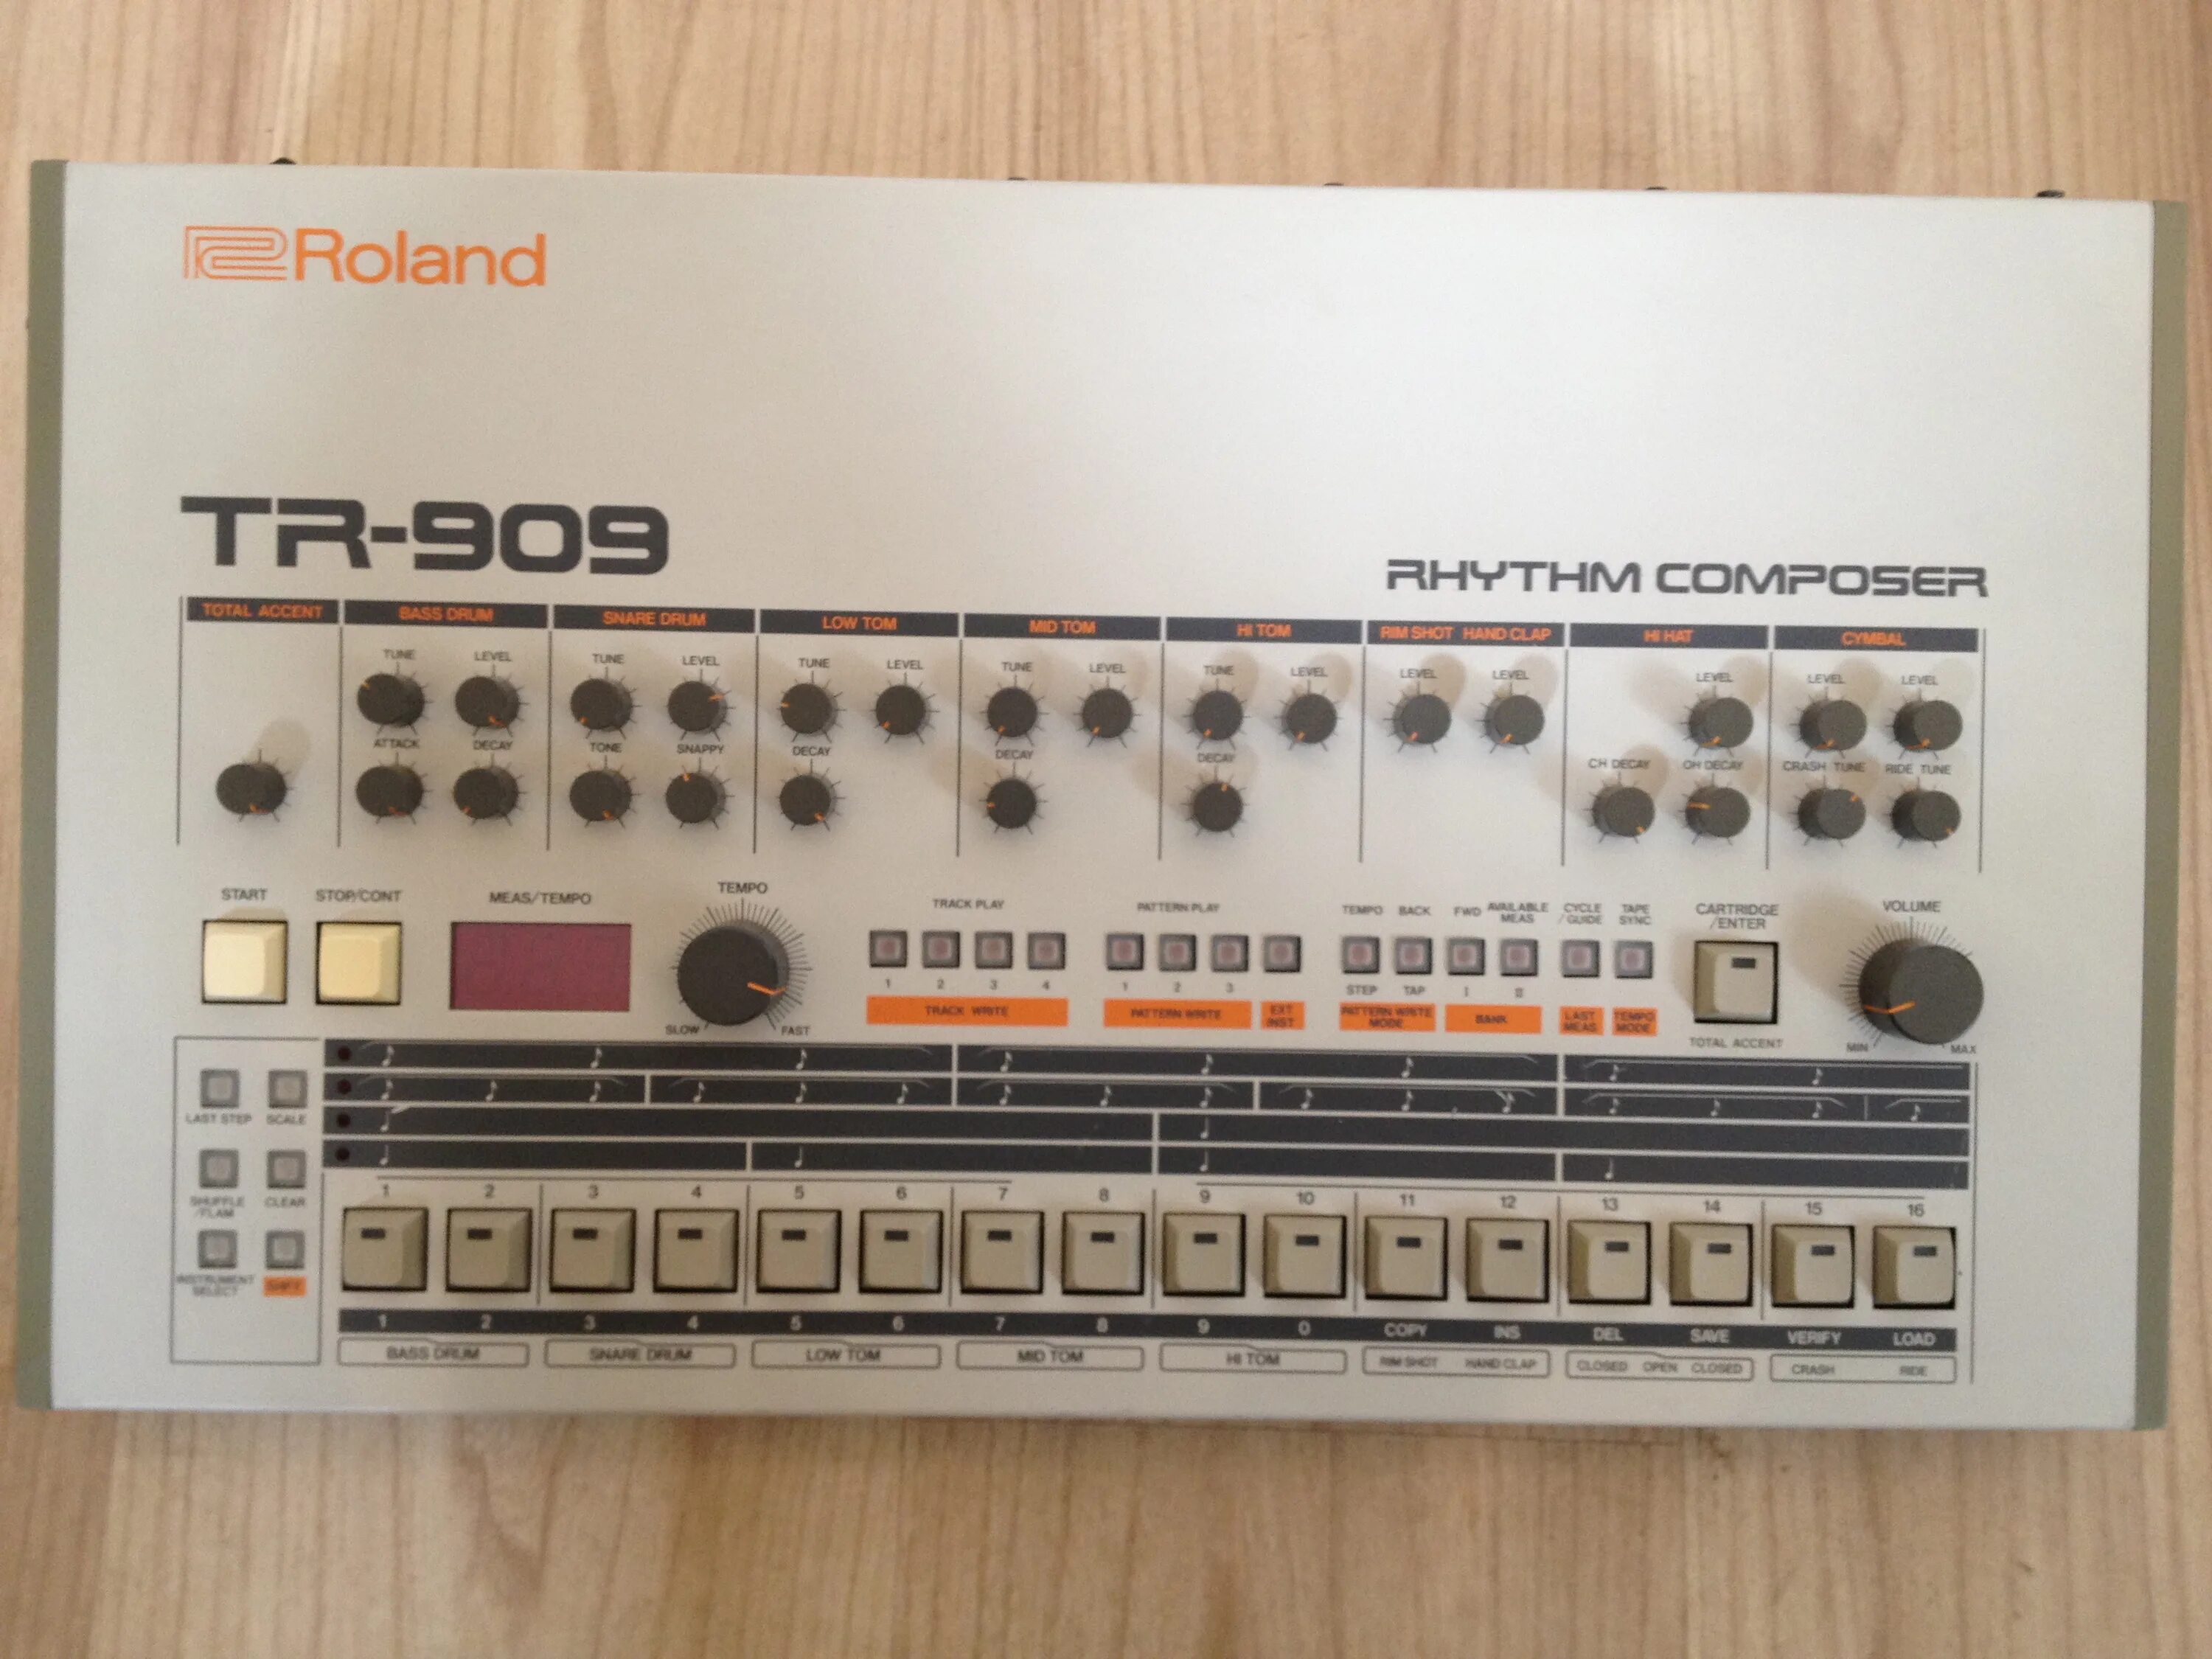 Roland
TR-909
RHYTHM COMPOSER
TOTAL ACCENT BASS DRUM SNARE DRUM LOW TOM MID TOM HI TOM RIM SHOT HAND CLAP HI HAT CYMBAL
TUNE LEVEL TUNE LEVEL TUNE LEVEL TUNE LEVEL TUNE LEVEL LEVEL LEVEL LEVEL LEVEL LEVEL
ATTACK DECAY TONE SNAPPY DECAY DECAY DECAY CH DECAY OH DECAY CRASH TUNE RIDE TUNE
START STOP/CONT MEAS/TEMPO TEMPO TRACK PLAY PATTERN PLAY TEMPO BACK FWD AVAILABLE CYCLE TAPE CARTRIDGE VOLUME
MEAS /GUIDE SYNC /ENTER
1 2 3 4 1 2 3 STEP TAP I II
TRACK WRITE PATTERN WRITE EXT PATTERN WRITE BANK LAST TEMPO
INST MODE MEAS MODE
SLOW FAST TOTAL ACCENT MIN MAX
LAST STEP SCALE
SHUFFLE CLEAR
/FLAM
INSTRUMENT SHIFT
SELECT
1 2 3 4 5 6 7 8 9 10 11 12 13 14 15 16
1 2 3 4 5 6 7 8 9 0 COPY INS DEL SAVE VERIFY LOAD
BASS DRUM SNARE DRUM LOW TOM MID TOM HI TOM RIM SHOT HAND CLAP CLOSED OPEN CLOSED CRASH RIDE